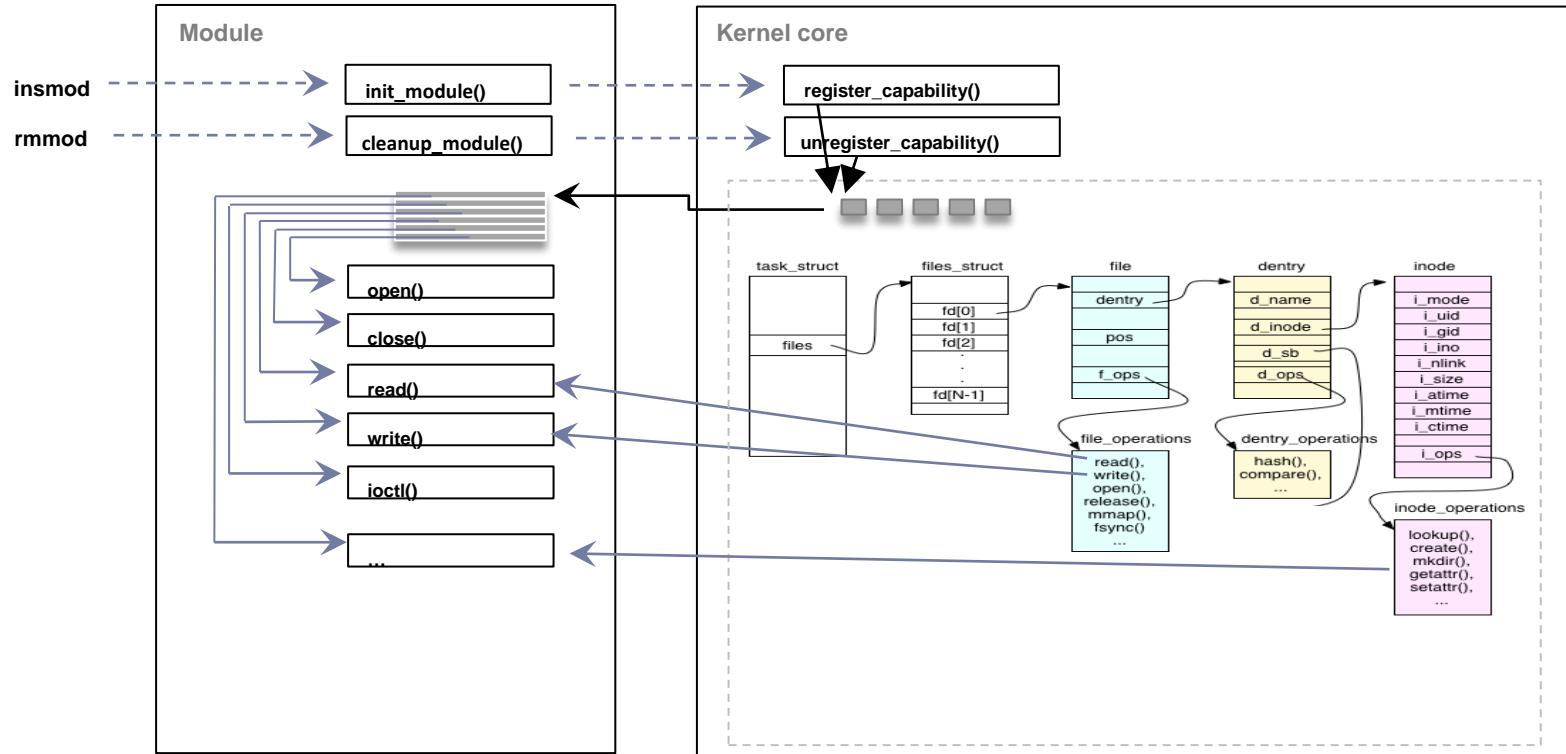 Module
Kernel core
insmod
init_module()
register_capability()
rmmod
cleanup_module()
unregister_capability()
open()
close()
read()
write()
ioctl()
...
task_struct
files
files_struct
fd[0]
fd[1]
fd[2]
.
.
.
fd[N-1]
file
dentry
pos
f_ops
dentry
d_name
d_inode
d_sb
d_ops
inode
i_mode
i_uid
i_gid
i_ino
i_nlink
i_size
i_atime
i_mtime
i_ctime
i_ops
file_operations
read(),
write(),
open(),
release(),
mmap(),
fsync()
...
dentry_operations
hash(),
compare(),
...
inode_operations
lookup(),
create(),
mkdir(),
getattr(),
setattr(),
...